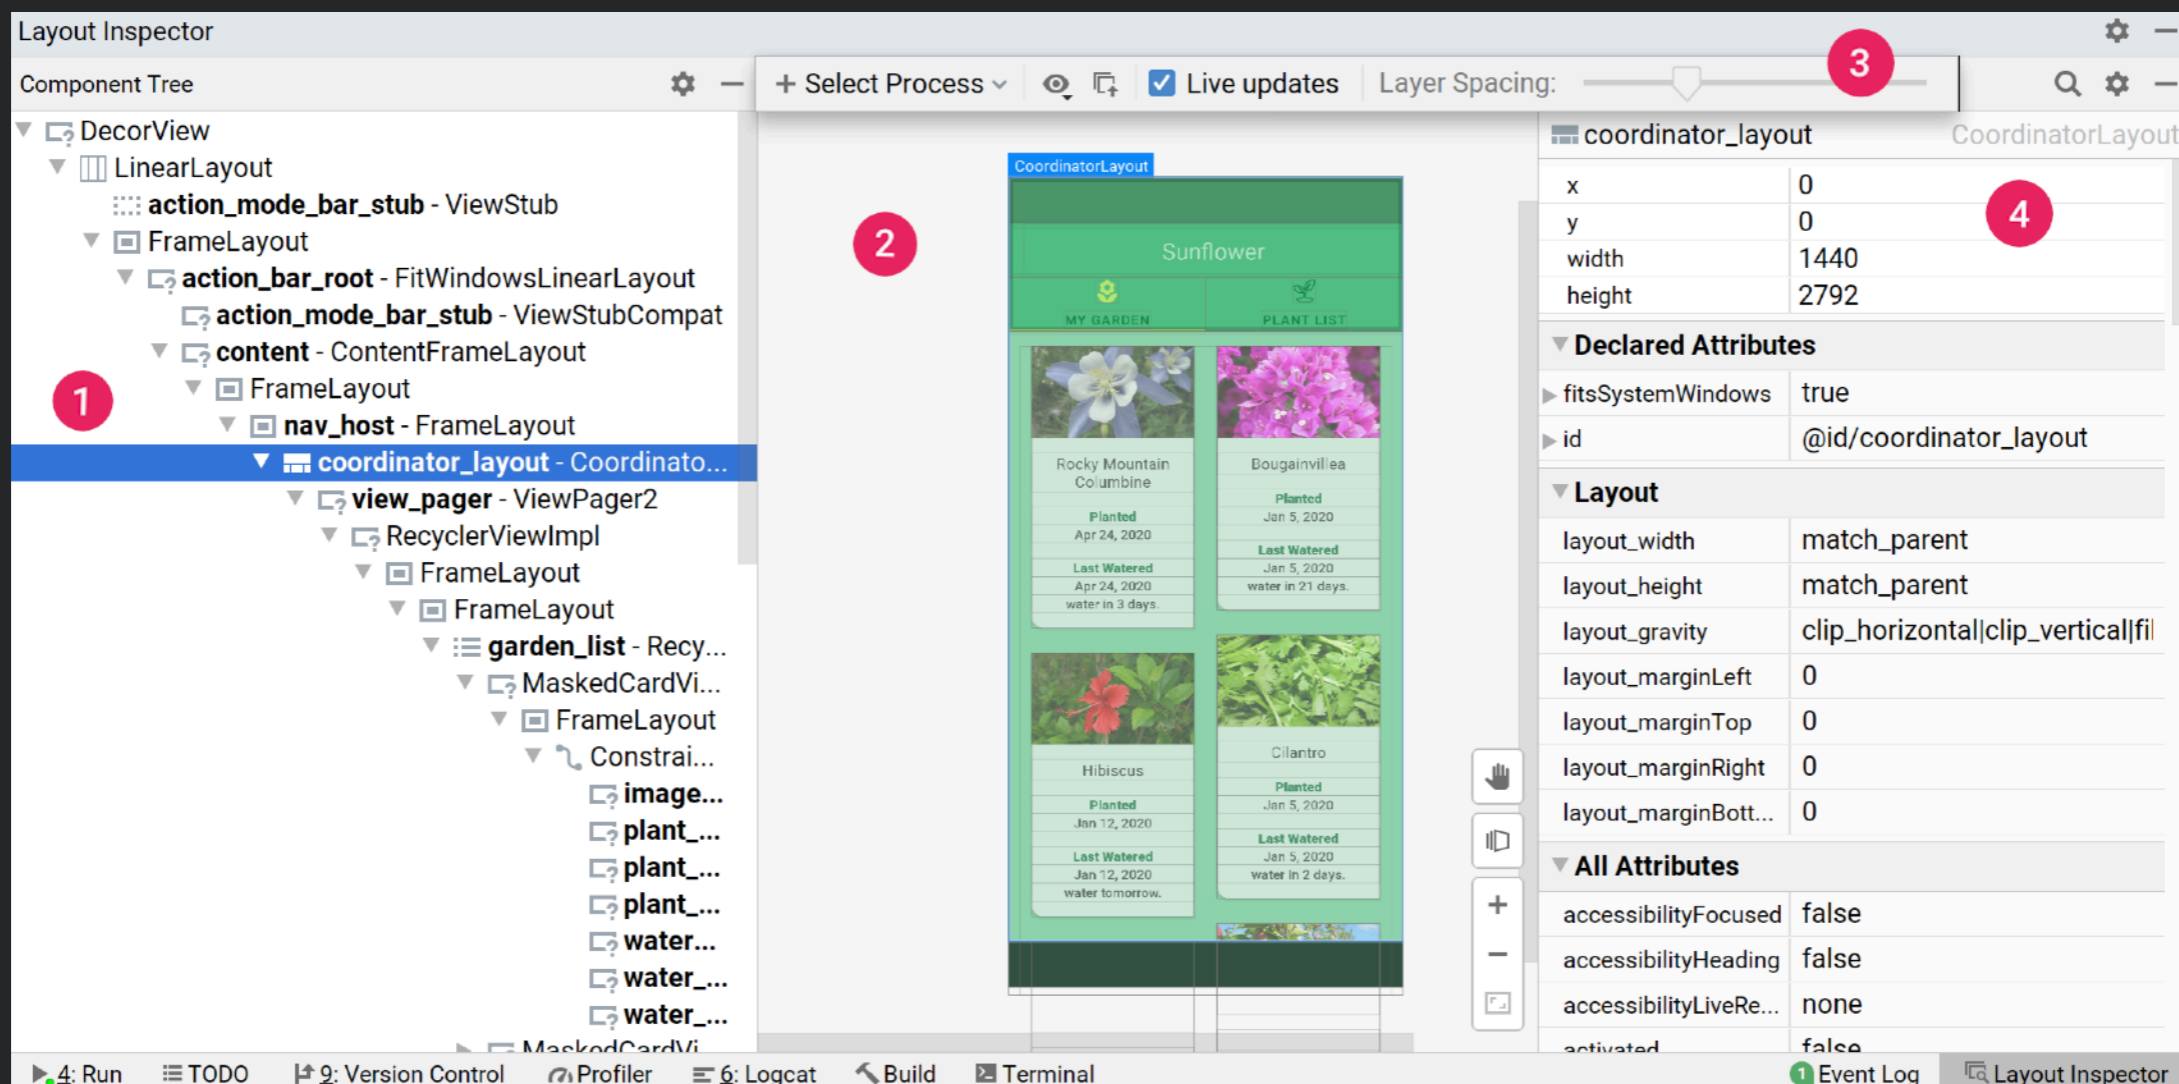 Layout Inspector
Component Tree
Select Process
Live updates
Layer Spacing:
3
DecorView
LinearLayout
action_mode_bar_stub - ViewStub
FrameLayout
action_bar_root - FitWindowsLinearLayout
action_mode_bar_stub - ViewStubCompat
content - ContentFrameLayout
FrameLayout
nav_host - FrameLayout
coordinator_layout - Coordinato...
view_pager - ViewPager2
RecyclerViewImpl
FrameLayout
FrameLayout
garden_list - Recy...
MaskedCardVi...
FrameLayout
Constrai...
image...
plant_...
plant_...
plant_...
water...
water_...
water_...
MaskedCardVi
1
2
CoordinatorLayout
Sunflower
MY GARDEN
PLANT LIST
Rocky Mountain
Columbine
Planted
Apr 24, 2020
Last Watered
Apr 24, 2020
water in 3 days.
Bougainvillea
Planted
Jan 5, 2020
Last Watered
Jan 5, 2020
water in 21 days.
Hibiscus
Planted
Jan 12, 2020
Last Watered
Jan 12, 2020
water tomorrow.
Cilantro
Planted
Jan 5, 2020
Last Watered
Jan 5, 2020
water in 2 days.
coordinator_layout CoordinatorLayout
x 0
y 0
width 1440
height 2792
4
Declared Attributes
fitsSystemWindows true
id @id/coordinator_layout
Layout
layout_width match_parent
layout_height match_parent
layout_gravity clip_horizontal|clip_vertical|fil
layout_marginLeft 0
layout_marginTop 0
layout_marginRight 0
layout_marginBott... 0
All Attributes
accessibilityFocused false
accessibilityHeading false
accessibilityLiveRe... none
activated false
4: Run
TODO
9: Version Control
Profiler
6: Logcat
Build
Terminal
1 Event Log
Layout Inspector